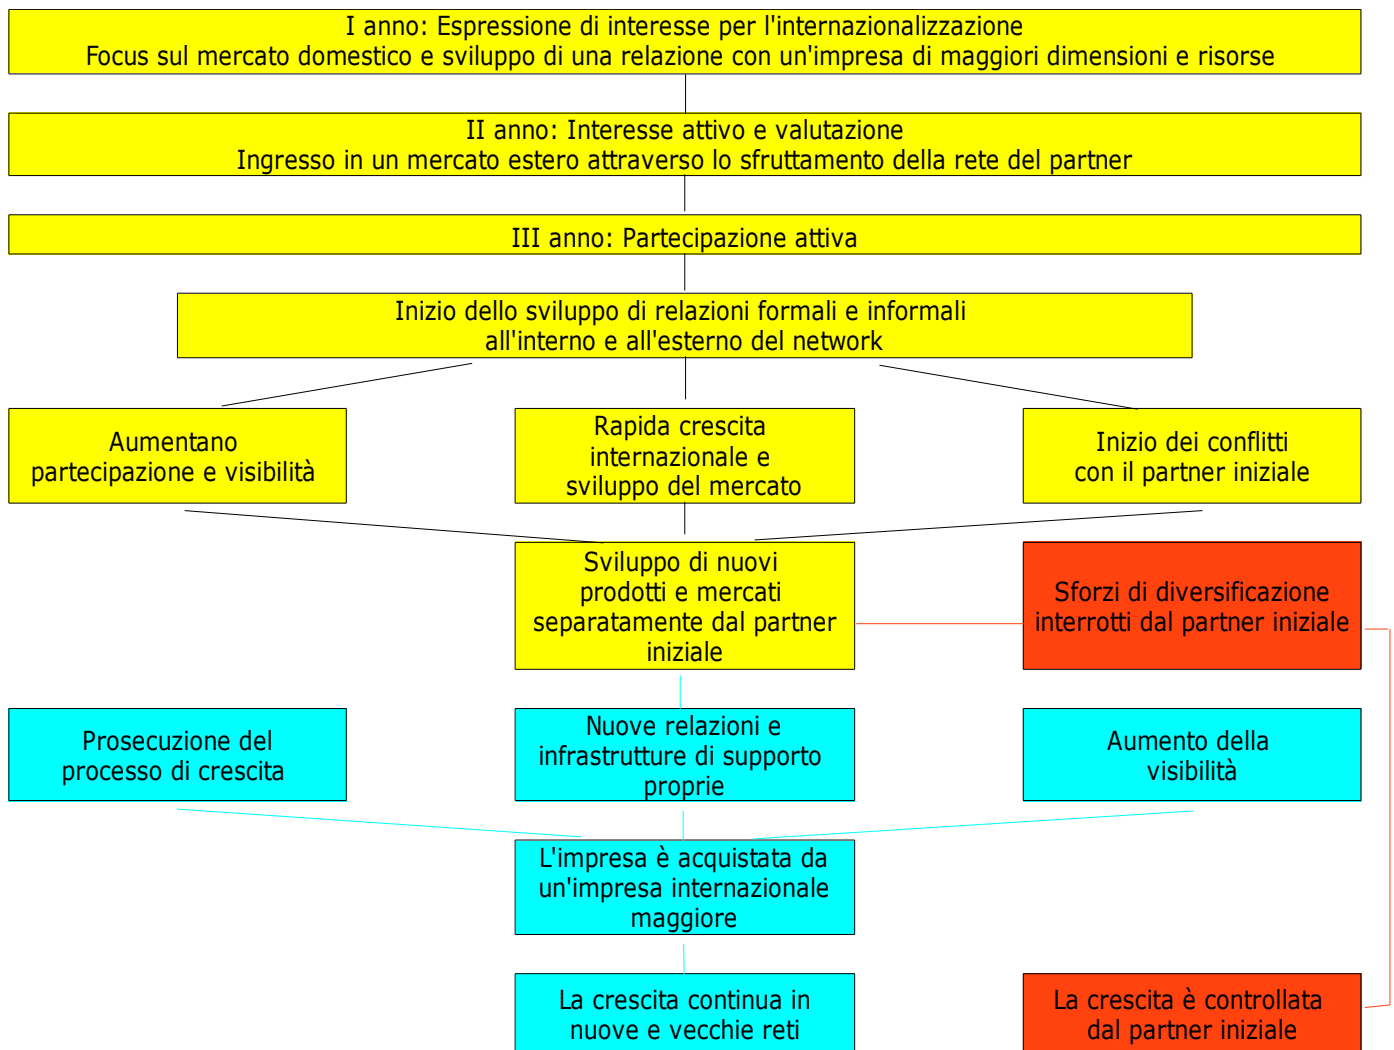 I anno: Espressione di interesse per l'internazionalizzazione
Focus sul mercato domestico e sviluppo di una relazione con un'impresa di maggiori dimensioni e risorse
II anno: Interesse attivo e valutazione
Ingresso in un mercato estero attraverso lo sfruttamento della rete del partner
III anno: Partecipazione attiva
Inizio dello sviluppo di relazioni formali e informali
all'interno e all'esterno del network
Aumentano
partecipazione e visibilità
Rapida crescita
internazionale e
sviluppo del mercato
Inizio dei conflitti
con il partner iniziale
Sviluppo di nuovi
prodotti e mercati
separatamente dal partner
iniziale
Sforzi di diversificazione
interrotti dal partner iniziale
Prosecuzione del
processo di crescita
Nuove relazioni e
infrastrutture di supporto
proprie
Aumento della
visibilità
L'impresa è acquistata da
un'impresa internazionale
maggiore
La crescita continua in
nuove e vecchie reti
La crescita è controllata
dal partner iniziale